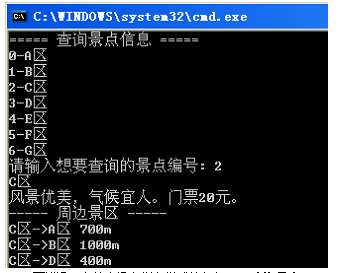 C:\WINDOWS\system32\cmd.exe
===== 查询景点信息 =====
0-A区
1-B区
2-C区
3-D区
4-E区
5-F区
6-G区
请输入想要查询的景点编号: 2
C区
风景优美，气候宜人。门票20元。
----- 周边景区 -----
C区->A区 700m
C区->B区 1000m
C区->D区 400m